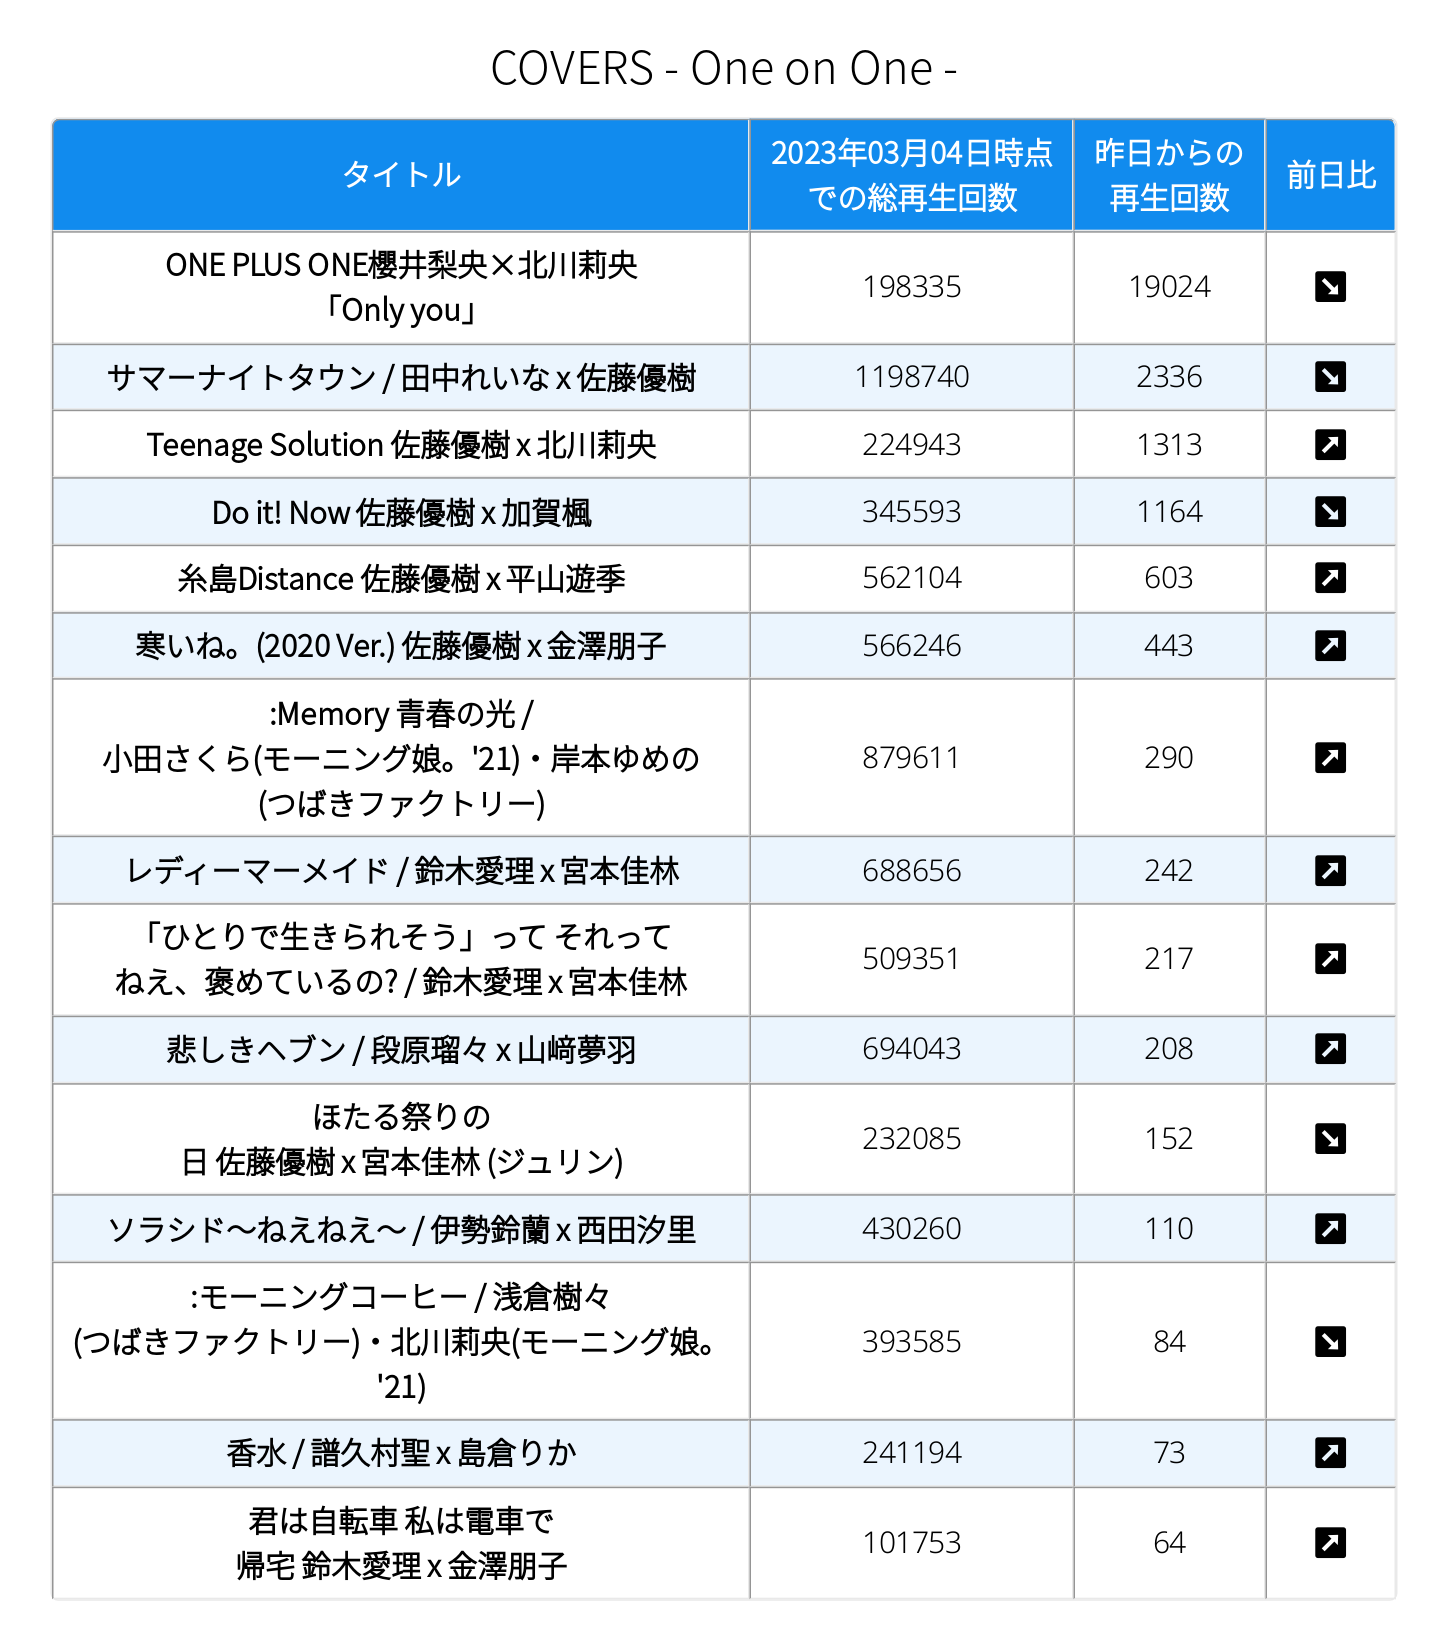 COVERS - One on One -
タイトル
2023年03月04日時点
での総再生回数
昨日からの
再生回数
前日比
ONE PLUS ONE櫻井梨央×北川莉央
「Only you」
198335
19024
サマーナイトタウン / 田中れいな x 佐藤優樹
1198740
2336
Teenage Solution 佐藤優樹 x 北川莉央
224943
1313
Do it! Now 佐藤優樹 x 加賀楓
345593
1164
糸島Distance 佐藤優樹 x 平山遊季
562104
603
寒いね。(2020 Ver.) 佐藤優樹 x 金澤朋子
566246
443
:Memory 青春の光 /
小田さくら(モーニング娘。'21)・岸本ゆめの
(つばきファクトリー)
879611
290
レディーマーメイド / 鈴木愛理 x 宮本佳林
688656
242
「ひとりで生きられそう」って それって
ねえ、褒めているの? / 鈴木愛理 x 宮本佳林
509351
217
悲しきヘブン / 段原瑠々 x 山﨑夢羽
694043
208
ほたる祭りの
日 佐藤優樹 x 宮本佳林 (ジュリン)
232085
152
ソラシド〜ねえねえ〜 / 伊勢鈴蘭 x 西田汐里
430260
110
:モーニングコーヒー / 浅倉樹々
(つばきファクトリー)・北川莉央(モーニング娘。
'21)
393585
84
香水 / 譜久村聖 x 島倉りか
241194
73
君は自転車 私は電車で
帰宅 鈴木愛理 x 金澤朋子
101753
64